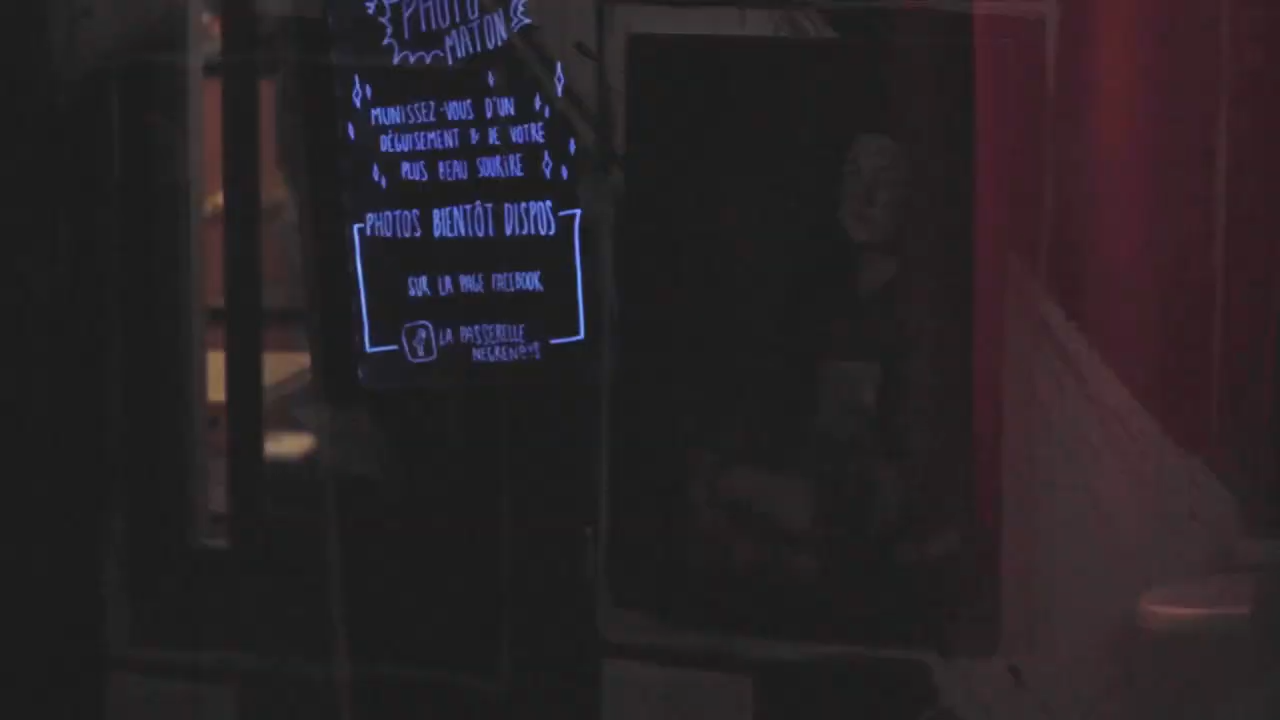 PHOTO
MATON
MUNISSEZ-VOUS D'UN
DÉGUISEMENT & DE VOTRE
PLUS BEAU SOURIRE
PHOTOS BIENTÔT DISPOS
SUR LA PAGE FACEBOOK
LA PASSERELLE